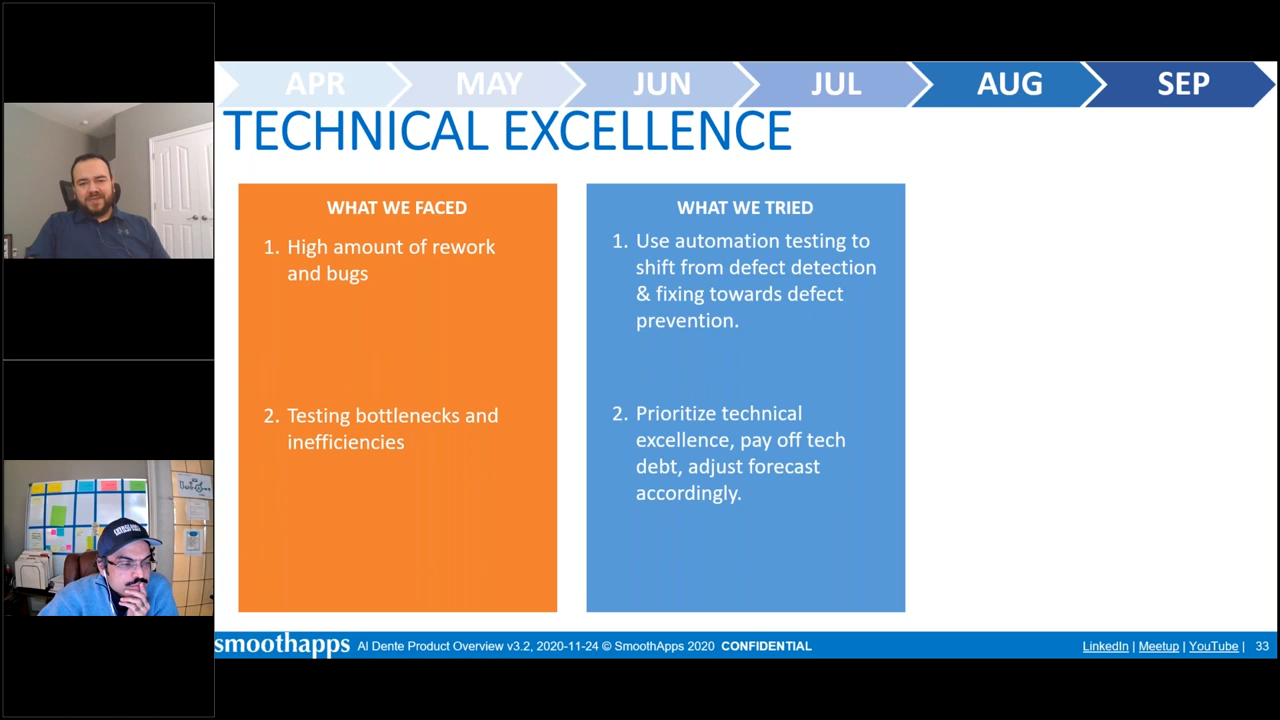 APR MAY JUN JUL AUG SEP
TECHNICAL EXCELLENCE
WHAT WE FACED
1. High amount of rework
and bugs
2. Testing bottlenecks and
inefficiencies
WHAT WE TRIED
1. Use automation testing to
shift from defect detection
& fixing towards defect
prevention.
2. Prioritize technical
excellence, pay off tech
debt, adjust forecast
accordingly.
smoothapps Al Dente Product Overview v3.2, 2020-11-24 © SmoothApps 2020 CONFIDENTIAL LinkedIn | Meetup | YouTube | 33